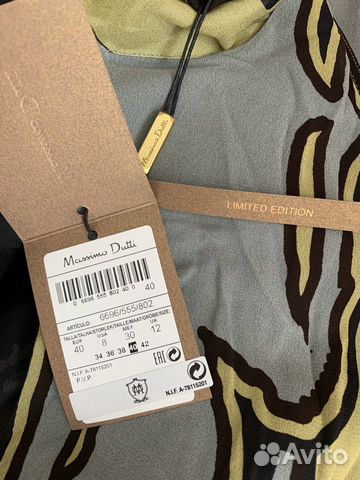 Massimo Dutti
LIMITED EDITION
Massimo Dutti
0 6696 555 802 40 0 40
ARTÍCULO: 6696/555/802
TALLA/TALHA/STORLEK/TAILLE/MAAT/GRÖßE/SIZE:
EUR USA MEX UK
40 8 30 12
34 36 38 40 42
N.I.F. A-78115201
P.V.P.
EAC
N.I.F. A-78115201
Avito